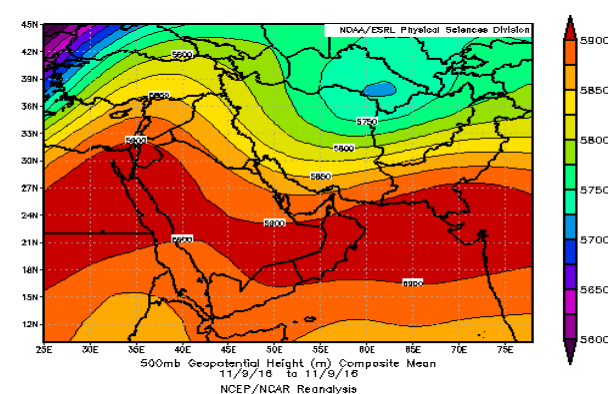 NOAA/ESRL Physical Sciences Division
45N
42N
39N
36N
33N
30N
27N
24N
21N
18N
15N
12N
5800
5850
5750
5900
5800
5850
5900
5900
5900
25E 30E 35E 40E 45E 50E 55E 60E 65E 70E 75E
5900
5850
5800
5750
5700
5650
5600
500mb Geopotential Height (m) Composite Mean
11/9/16 to 11/9/16
NCEP/NCAR Reanalysis